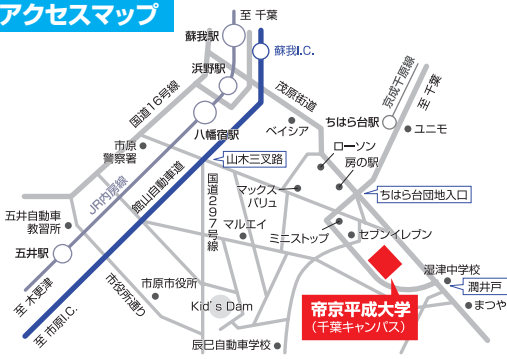 アクセスマップ
至 千葉
蘇我駅
蘇我I.C.
浜野駅
国道16号線
茂原街道
京成千原線
至 千葉
ちはら台駅
ユニモ
八幡宿駅
ベイシア
ローソン
房の駅
市原
警察署
山木三叉路
JR内房線
館山自動車道
国道297号線
マックス
バリュ
ちはら台団地入口
五井自動車
教習所
マルエイ
ミニストップ
セブンイレブン
五井駅
湿津中学校
潤井戸
至 木更津
至 市原I.C.
市役所通り
市原市役所
Kid's Dam
帝京平成大学
(千葉キャンパス)
まつや
辰巳自動車学校